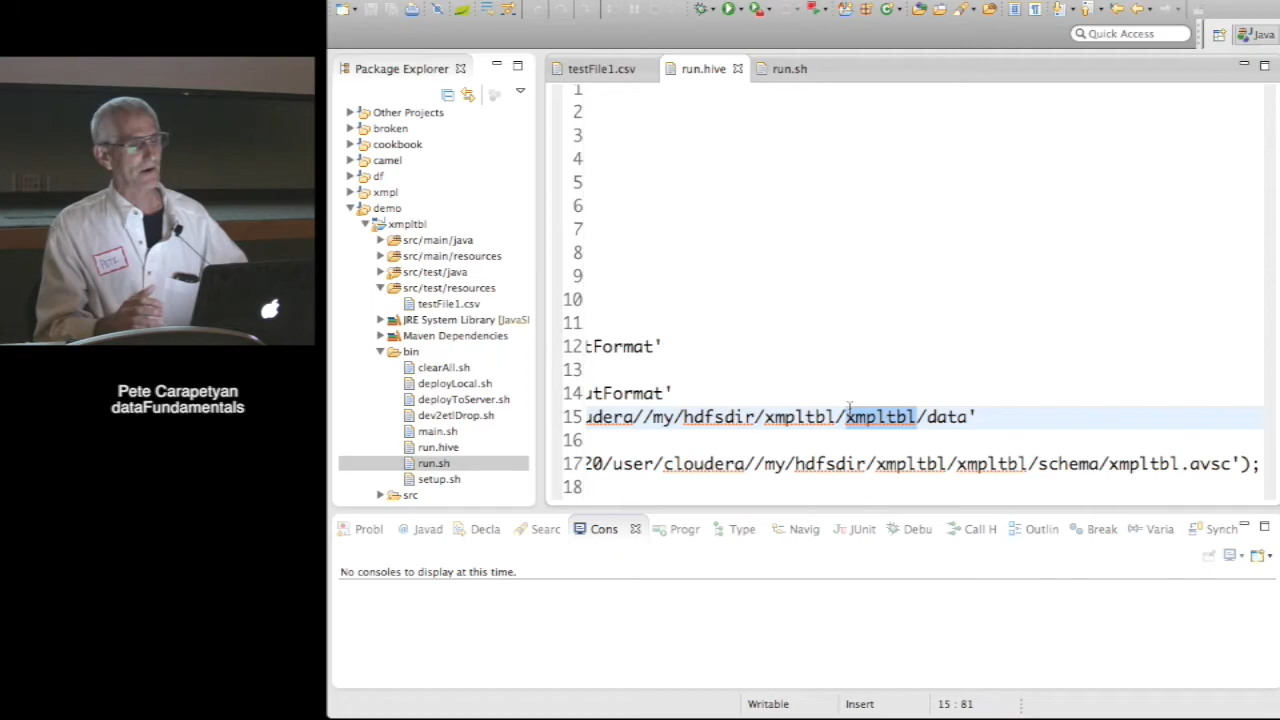 Quick Access
Java
Package Explorer
testFile1.csv
run.hive
run.sh
Other Projects
broken
cookbook
camel
df
xmpl
demo
xmpltbl
src/main/java
src/main/resources
src/test/java
src/test/resources
testFile1.csv
JRE System Library [JavaSI
Maven Dependencies
bin
clearAll.sh
deployLocal.sh
deployToServer.sh
dev2etlDrop.sh
main.sh
run.hive
run.sh
setup.sh
src
1
2
3
4
5
6
7
8
9
10
11
12 tFormat'
13
14 utFormat'
15 udera//my/hdfsdir/xmpltbl/xmpltbl/data'
16
17 20/user/cloudera//my/hdfsdir/xmpltbl/xmpltbl/schema/xmpltbl.avsc');
18
Probl @ Javad Decla Searc Cons Progr Type Navig JUnit Debu Call H Outlin Break Varia Synch
No consoles to display at this time.
Writable Insert 15 : 81
PETE
Pete Carapetyan
dataFundamentals